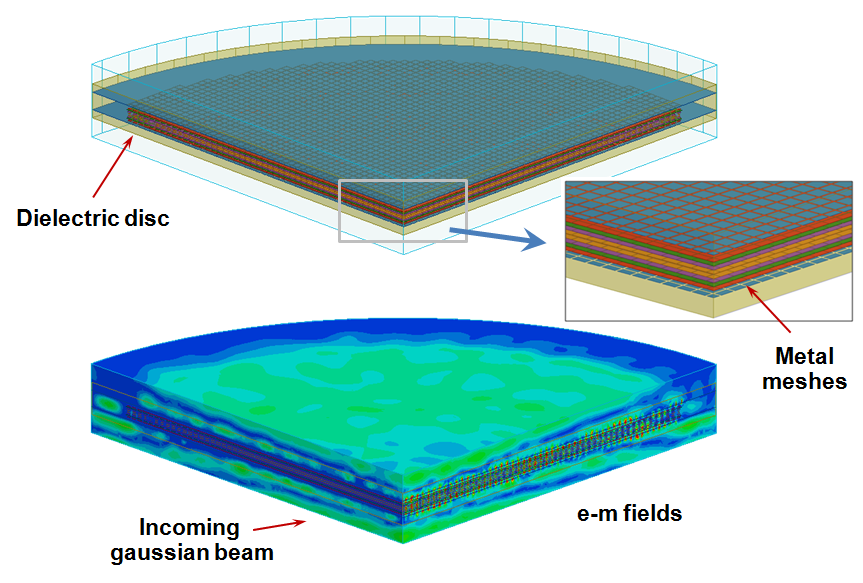 Dielectric disc
Metal
meshes
Incoming
gaussian beam
e-m fields